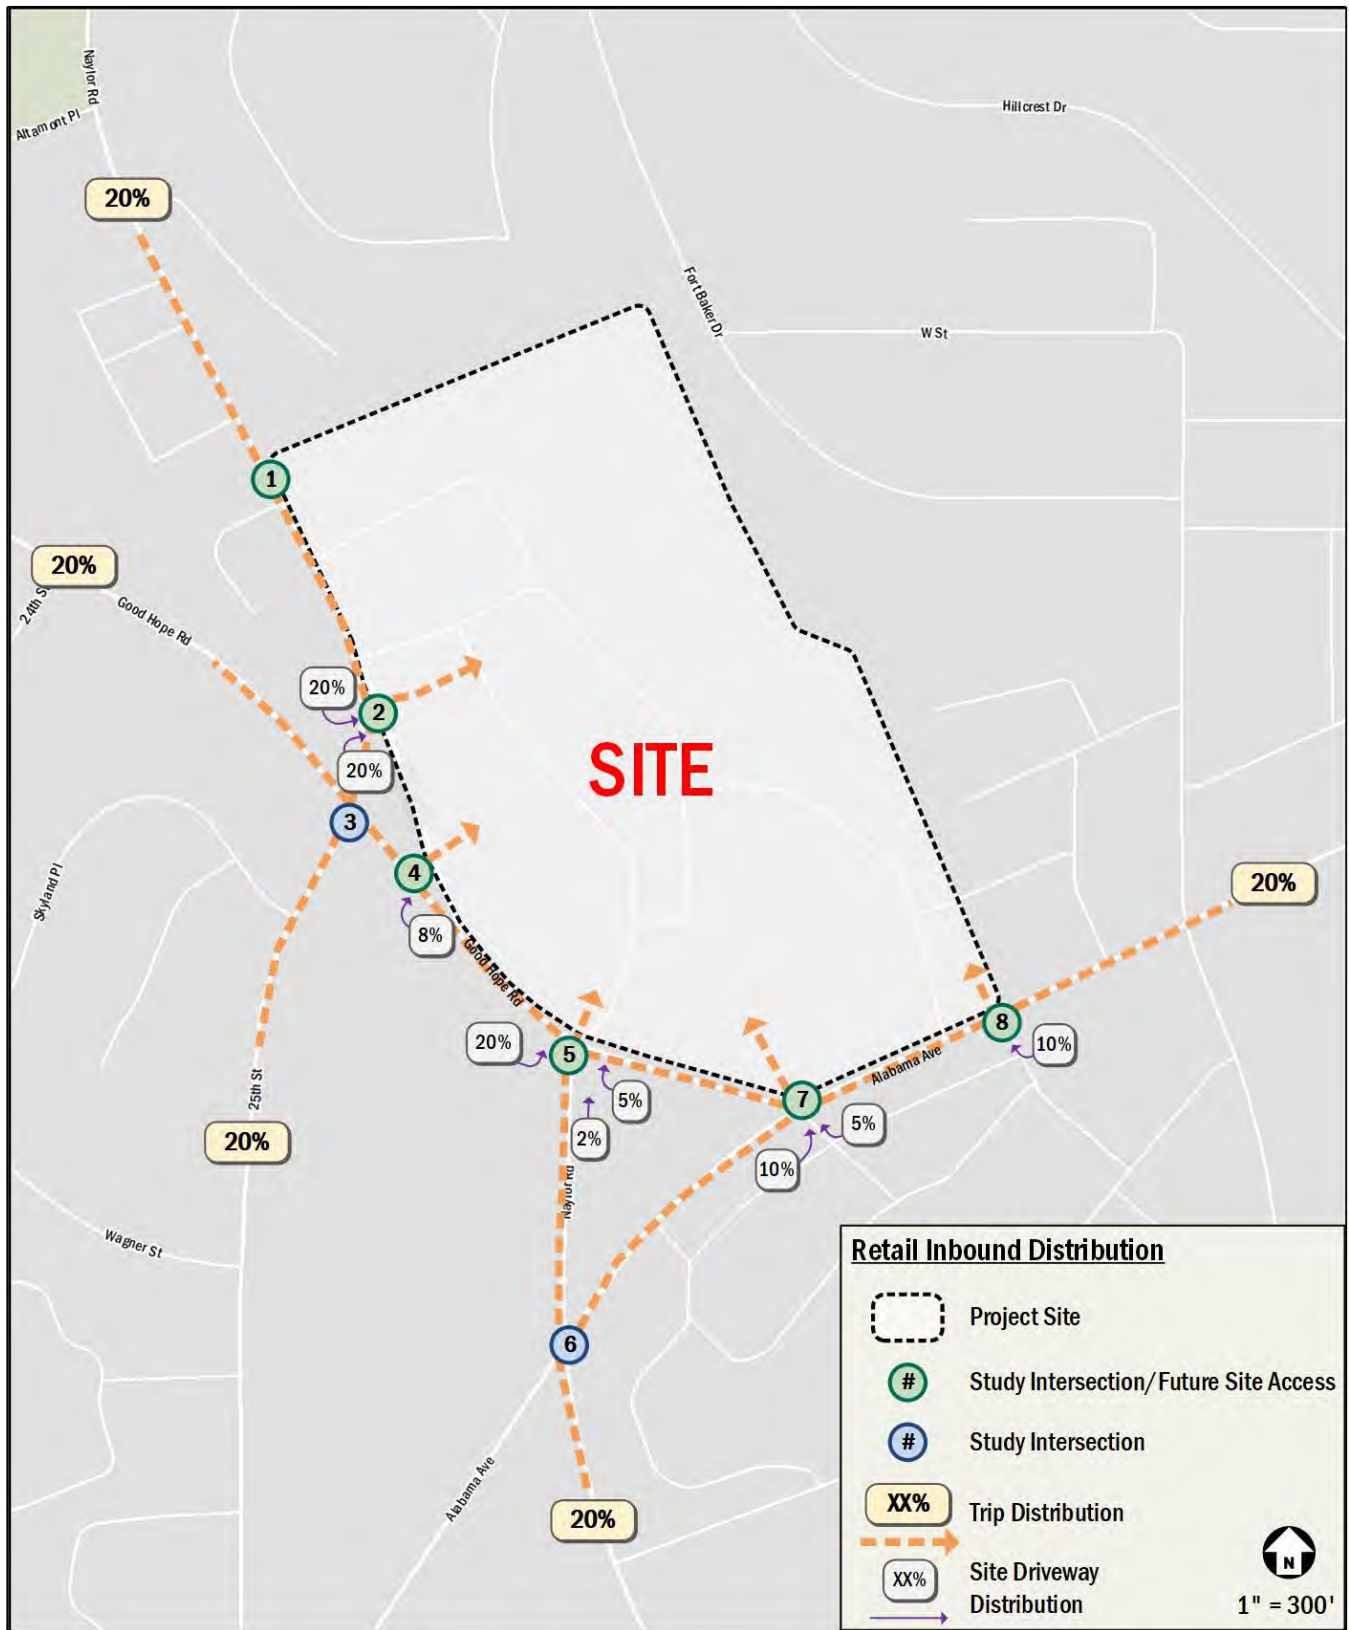 Naylor Rd
Altamont Pl
Hillcrest Dr
20%
Fort Baker Dr
W St
1
20%
24th S
Good Hope Rd
20%
2
20%
SITE
3
4
Skyland Pl
20%
8%
Good Hope Rd
8
20%
5
10%
Alabama Ave
25th St
5%
7
5%
20%
2%
10%
Naylor Rd
Wagner St
6
Alabama Ave
20%
Retail Inbound Distribution
Project Site
# Study Intersection/Future Site Access
# Study Intersection
XX% Trip Distribution
XX% Site Driveway
Distribution
N
1" = 300'